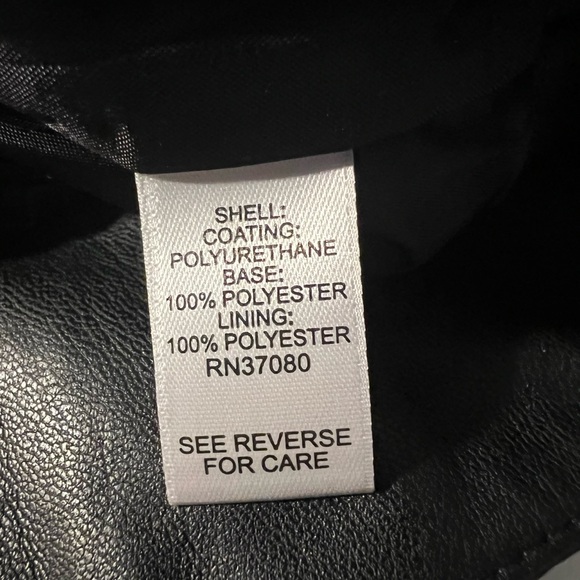 SHELL:
COATING:
POLYURETHANE
BASE:
100% POLYESTER
LINING:
100% POLYESTER
RN37080
SEE REVERSE
FOR CARE